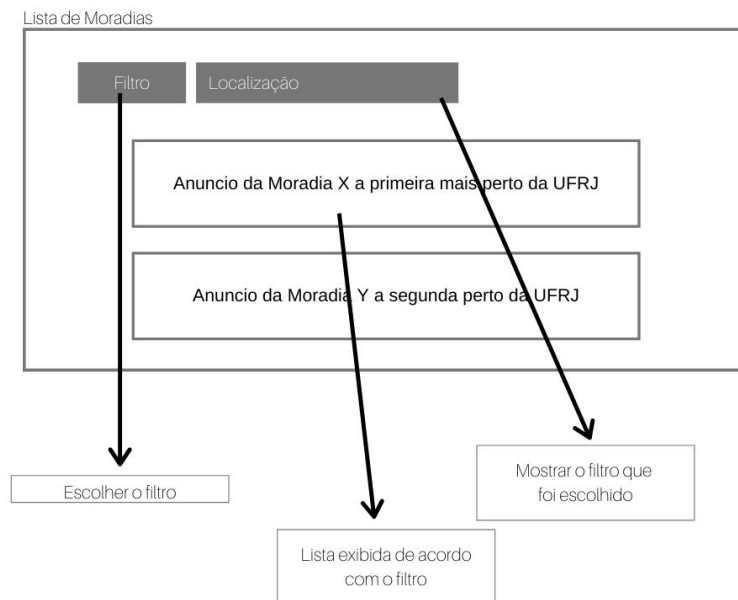 Lista de Moradias
Filtro
Localização
Anuncio da Moradia X a primeira mais perto da UFRJ
Anuncio da Moradia Y a segunda perto da UFRJ
Escolher o filtro
Mostrar o filtro que
foi escolhido
Lista exibida de acordo
com o filtro